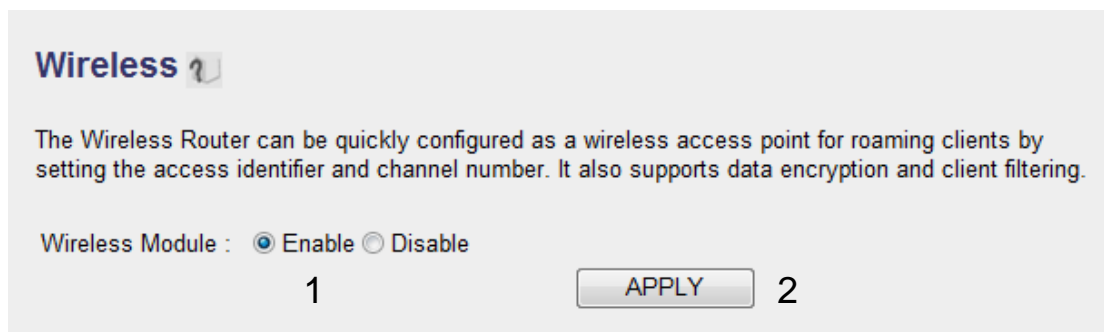 Wireless
The Wireless Router can be quickly configured as a wireless access point for roaming clients by
setting the access identifier and channel number. It also supports data encryption and client filtering.
Wireless Module : Enable Disable
1 APPLY 2